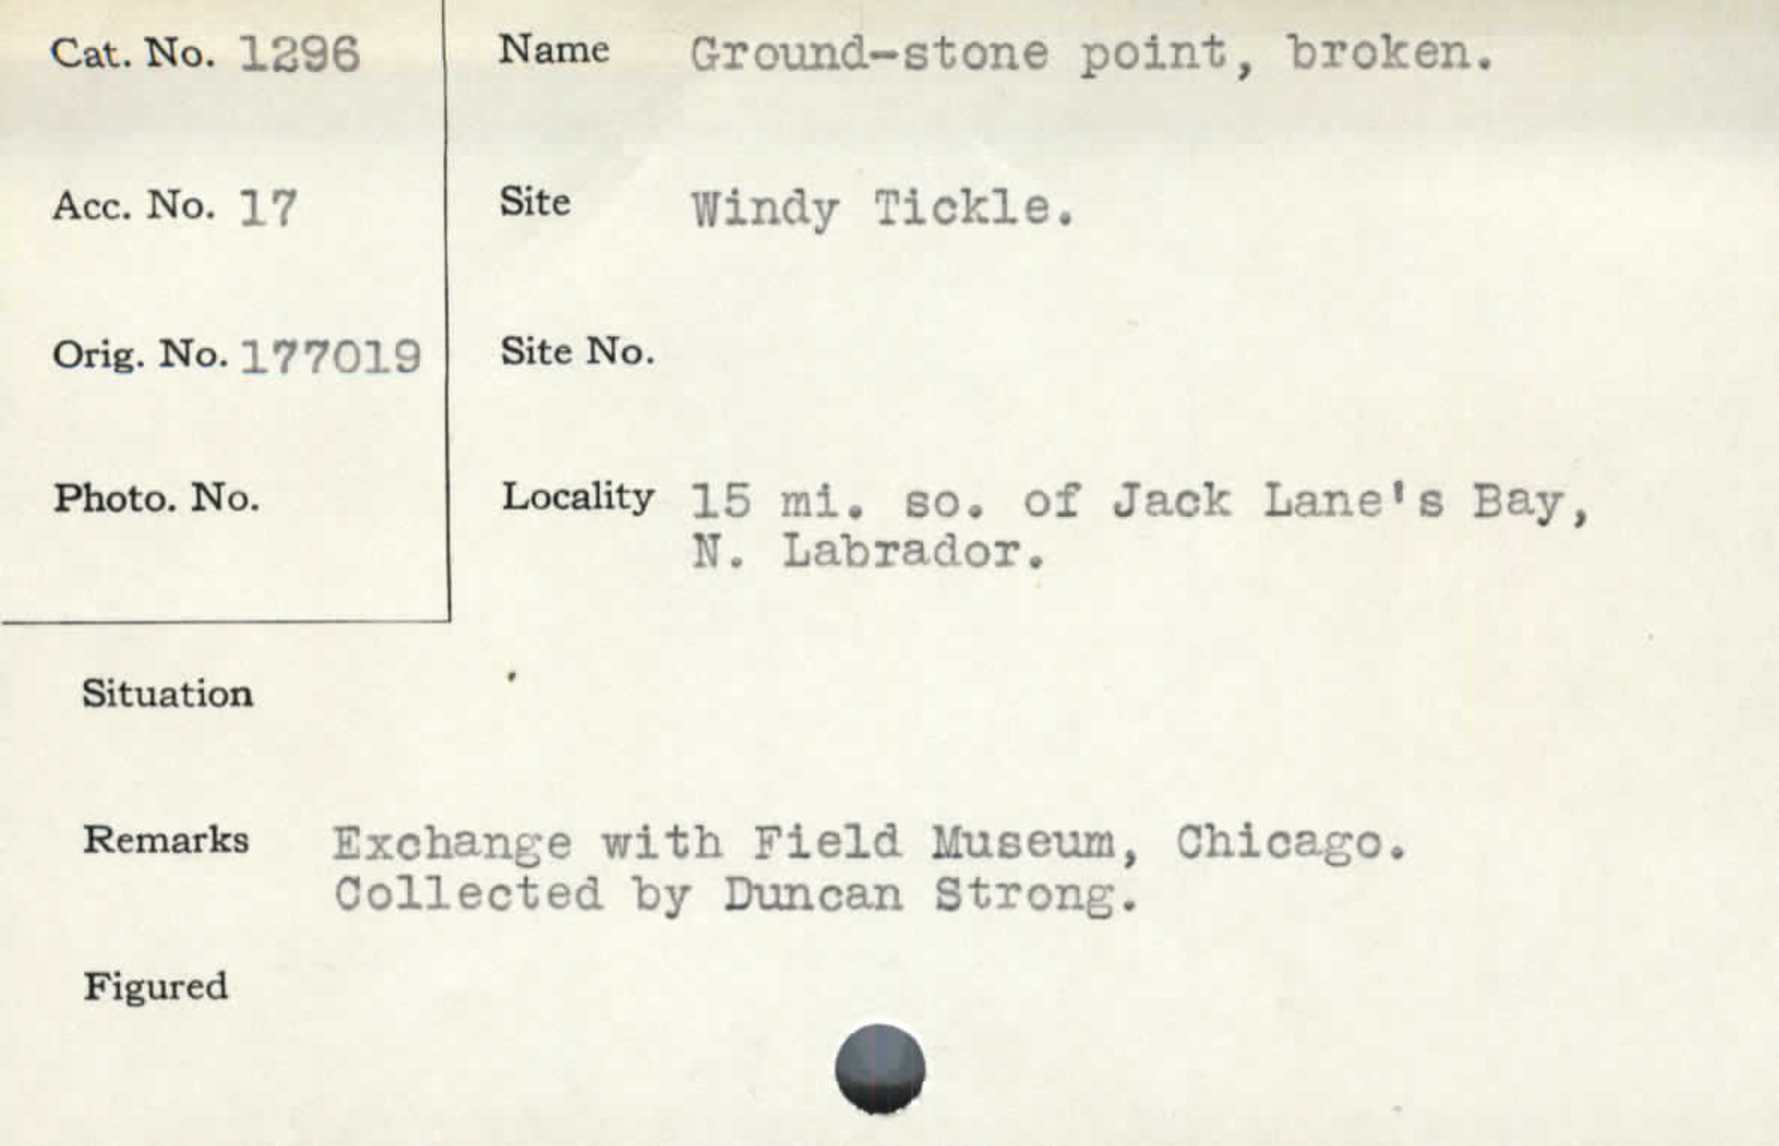 Cat. No. 1296
Name Ground-stone point, broken.
Acc. No. 17
Site Windy Tickle.
Orig. No. 177019
Site No.
Photo. No.
Locality 15 mi. so. of Jack Lane's Bay,
N. Labrador.
Situation
Remarks Exchange with Field Museum, Chicago.
Collected by Duncan Strong.
Figured